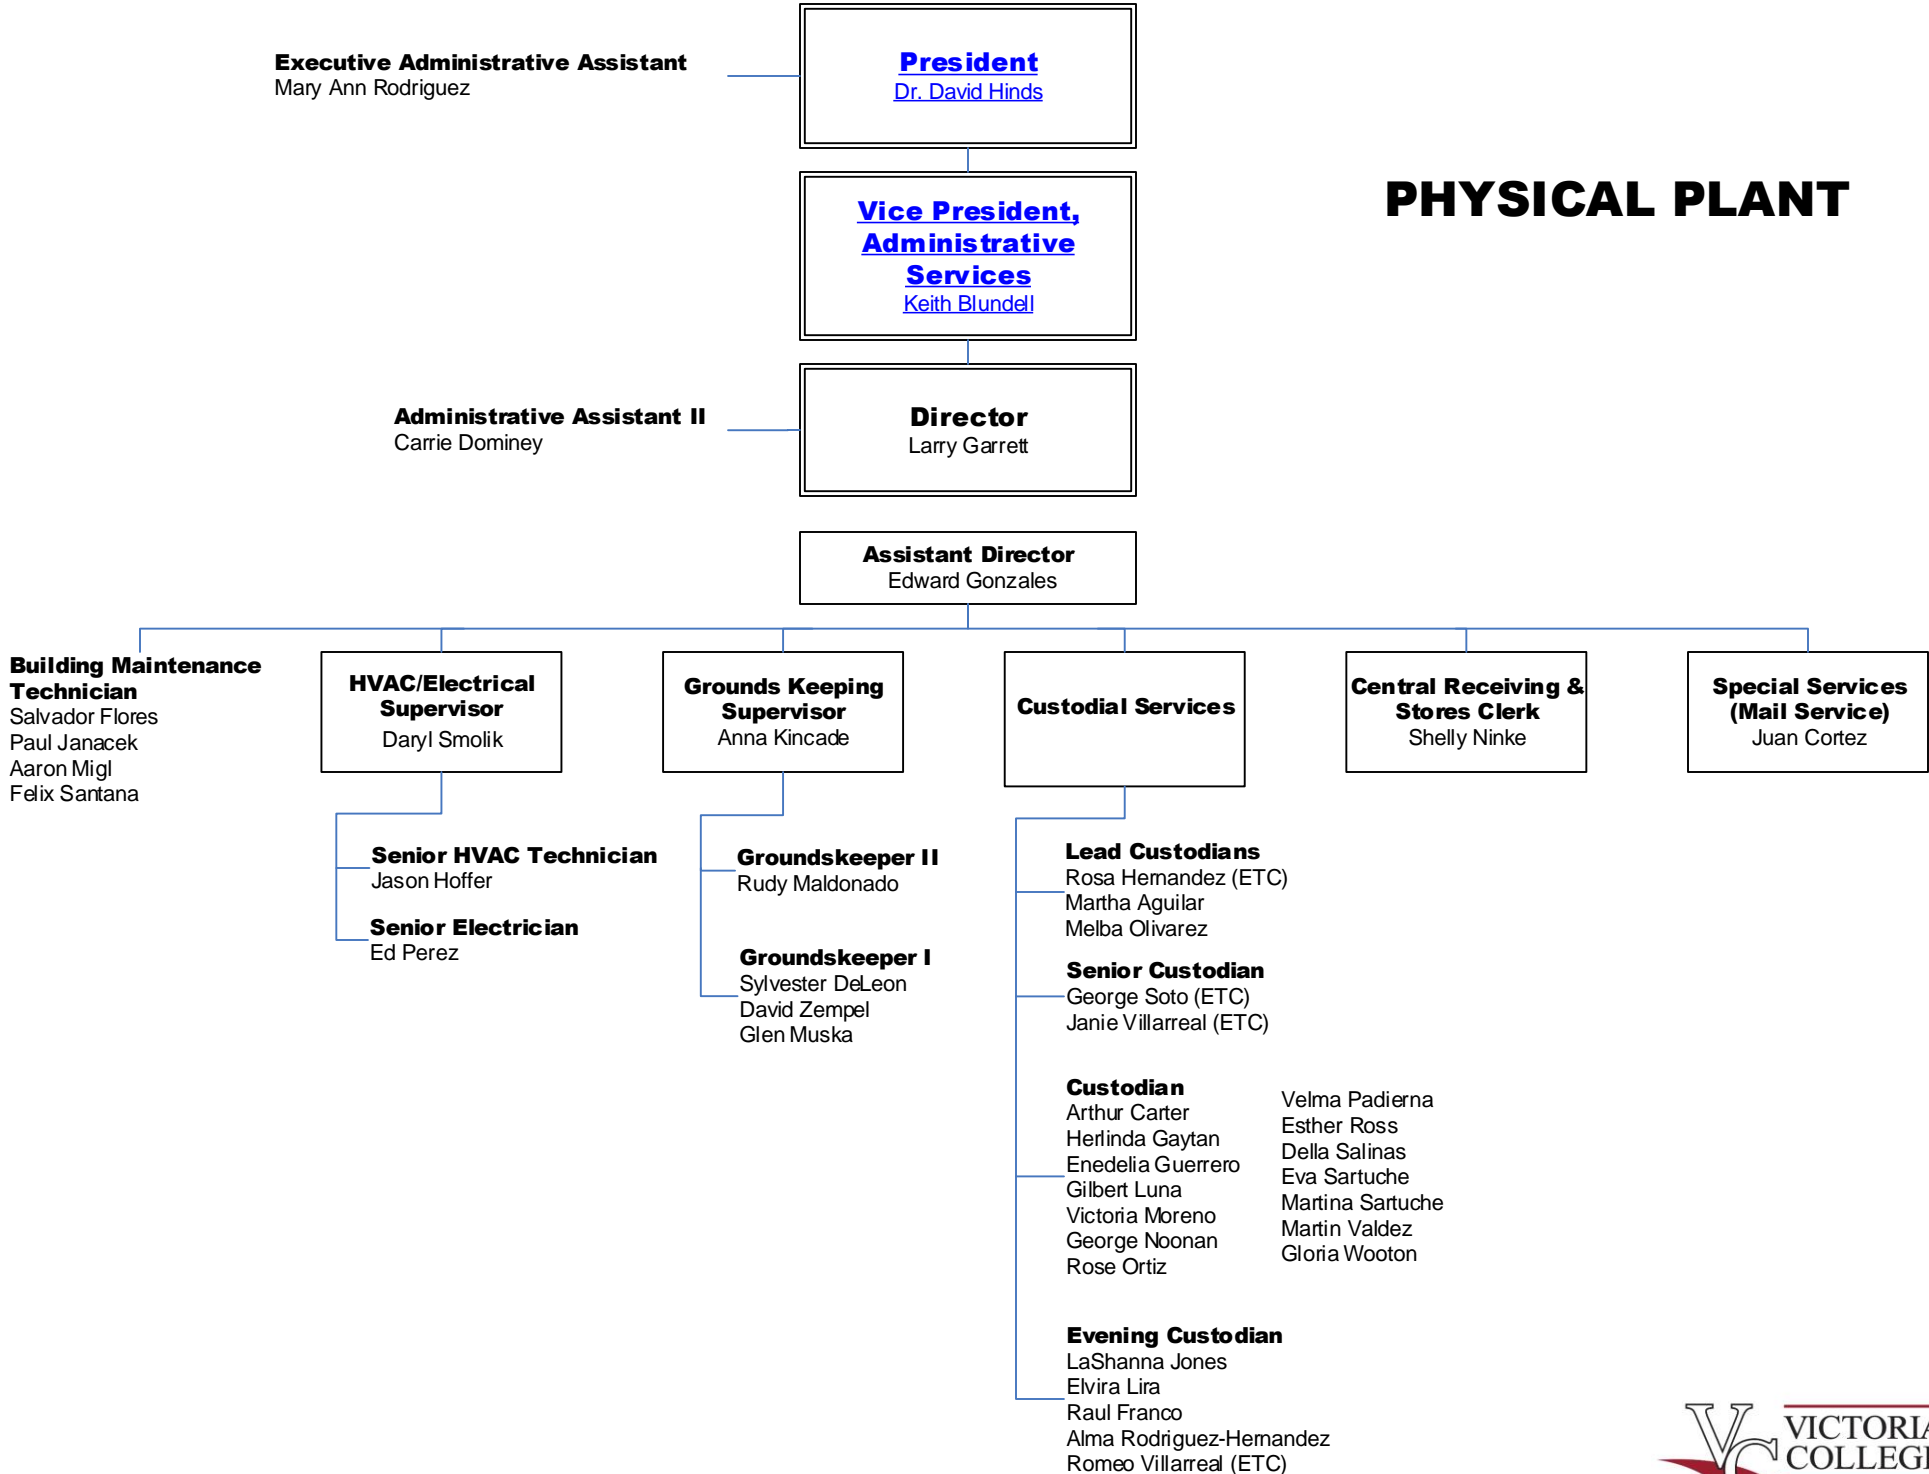 Executive Administrative Assistant
Mary Ann Rodriguez
President
Dr. David Hinds
PHYSICAL PLANT
Vice President,
Administrative
Services
Keith Blundell
Administrative Assistant II
Carrie Dominey
Director
Larry Garrett
Assistant Director
Edward Gonzales
Building Maintenance
Technician
Salvador Flores
Paul Janacek
Aaron Migl
Felix Santana
HVAC/Electrical
Supervisor
Daryl Smolik
Senior HVAC Technician
Jason Hoffer
Senior Electrician
Ed Perez
Grounds Keeping
Supervisor
Anna Kincade
Groundskeeper II
Rudy Maldonado
Groundskeeper I
Sylvester DeLeon
David Zempel
Glen Muska
Custodial Services
Lead Custodians
Rosa Hernandez (ETC)
Martha Aguilar
Melba Olivarez
Senior Custodian
George Soto (ETC)
Janie Villarreal (ETC)
Custodian
Arthur Carter
Herlinda Gaytan
Enedelia Guerrero
Gilbert Luna
Victoria Moreno
George Noonan
Rose Ortiz
Velma Padierna
Esther Ross
Della Salinas
Eva Sartuche
Martina Sartuche
Martin Valdez
Gloria Wooton
Evening Custodian
LaShanna Jones
Elvira Lira
Raul Franco
Alma Rodriguez-Hernandez
Romeo Villarreal (ETC)
Central Receiving &
Stores Clerk
Shelly Ninke
Special Services
(Mail Service)
Juan Cortez
VC
VICTORIA
COLLEGE